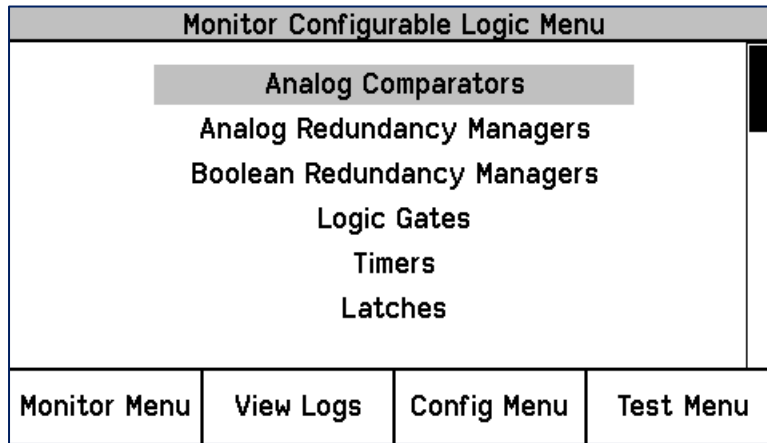 Monitor Configurable Logic Menu
Analog Comparators
Analog Redundancy Managers
Boolean Redundancy Managers
Logic Gates
Timers
Latches
Monitor Menu View Logs Config Menu Test Menu